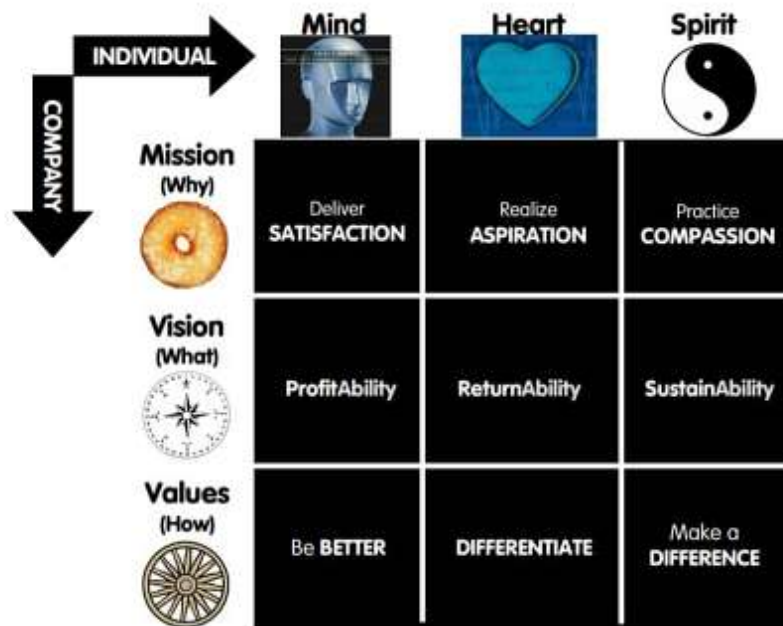 Mind
Heart
Spirit
INDIVIDUAL
COMPANY
Mission
(Why)
Deliver
SATISFACTION
Realize
ASPIRATION
Practice
COMPASSION
Vision
(What)
ProfitAbility
ReturnAbility
SustainAbility
Values
(How)
Be BETTER
DIFFERENTIATE
Make a
DIFFERENCE